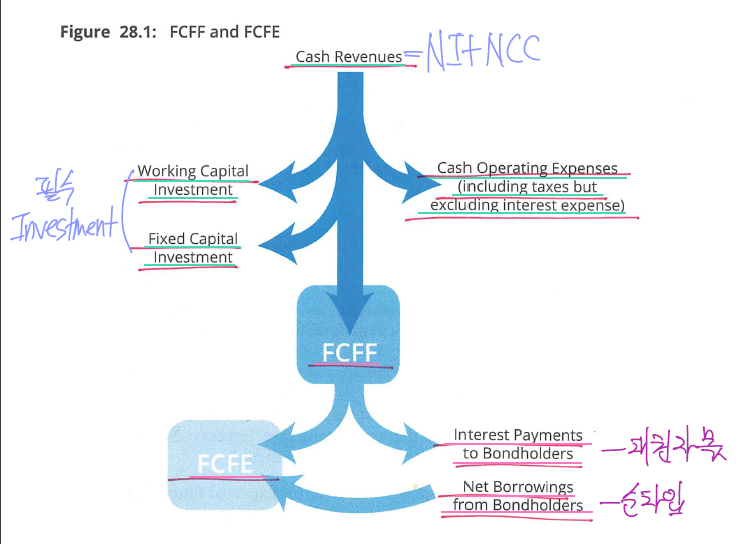 Figure 28.1: FCFF and FCFE
Cash Revenues = NI + NCC
필수
Investment
Working Capital
Investment
Fixed Capital
Investment
Cash Operating Expenses
(including taxes but
excluding interest expense)
FCFF
FCFE
Interest Payments
to Bondholders
— 채권자 몫
Net Borrowings
from Bondholders
— 순차입